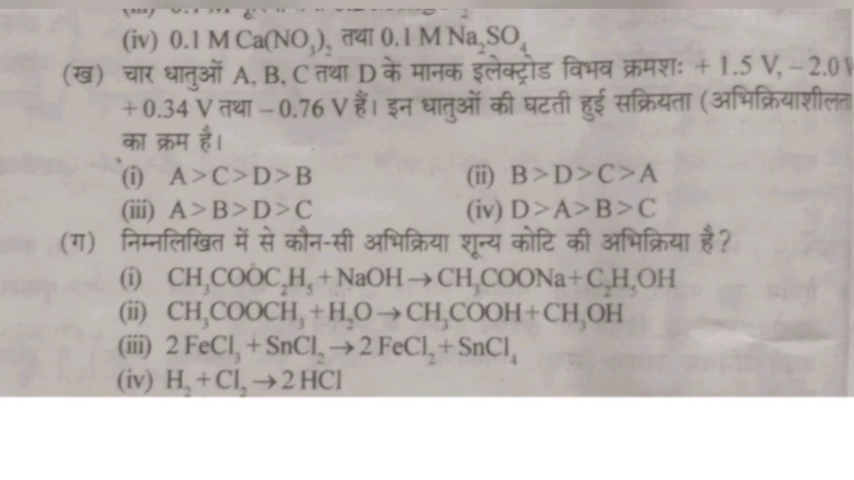 (iv) 0.1 M Ca(NO₃)₂ तथा 0.1 M Na₂SO₄
(ख) चार धातुओं A, B, C तथा D के मानक इलेक्ट्रोड विभव क्रमशः + 1.5 V, – 2.0
+ 0.34 V तथा – 0.76 V हैं। इन धातुओं की घटती हुई सक्रियता (अभिक्रियाशीलता
का क्रम है।
(i) A > C > D > B (ii) B > D > C > A
(iii) A > B > D > C (iv) D > A > B > C
(ग) निम्नलिखित में से कौन-सी अभिक्रिया शून्य कोटि की अभिक्रिया है?
(i) CH₃COOC₂H₅ + NaOH → CH₃COONa + C₂H₅OH
(ii) CH₃COOCH₃ + H₂O → CH₃COOH + CH₃OH
(iii) 2 FeCl₃ + SnCl₂ → 2 FeCl₂ + SnCl₄
(iv) H₂ + Cl₂ → 2 HCl